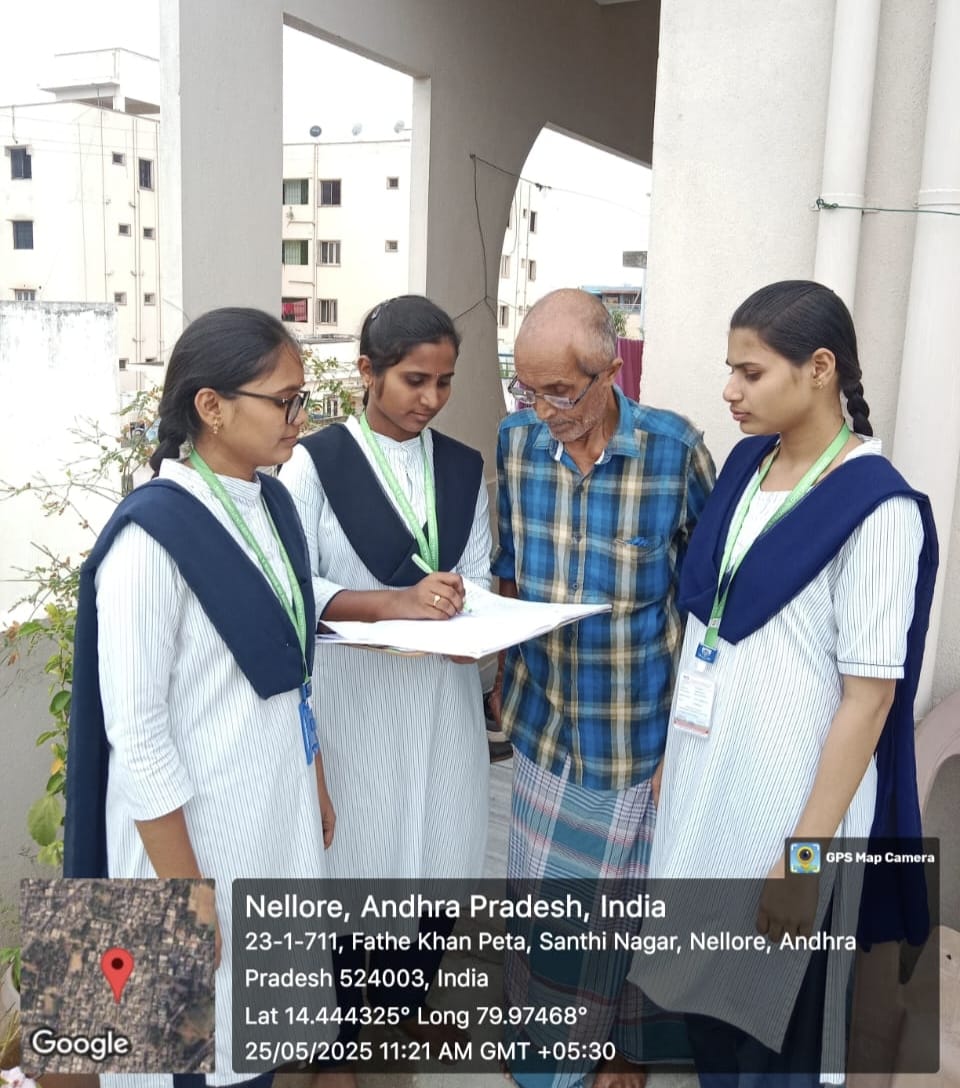 GPS Map Camera
Nellore, Andhra Pradesh, India
23-1-711, Fathe Khan Peta, Santhi Nagar, Nellore, Andhra
Pradesh 524003, India
Lat 14.444325° Long 79.97468°
25/05/2025 11:21 AM GMT +05:30
Google